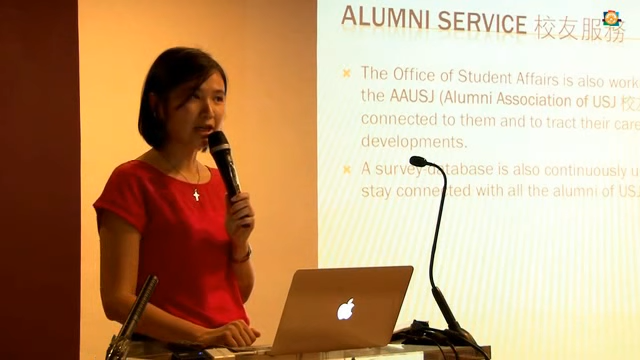 ALUMNI SERVICE 校友服務
The Office of Student Affairs is also work
the AAUSJ (Alumni Association of USJ 校
connected to them and to tract their care
developments.
A survey database is also continuously u
stay connected with all the alumni of USJ